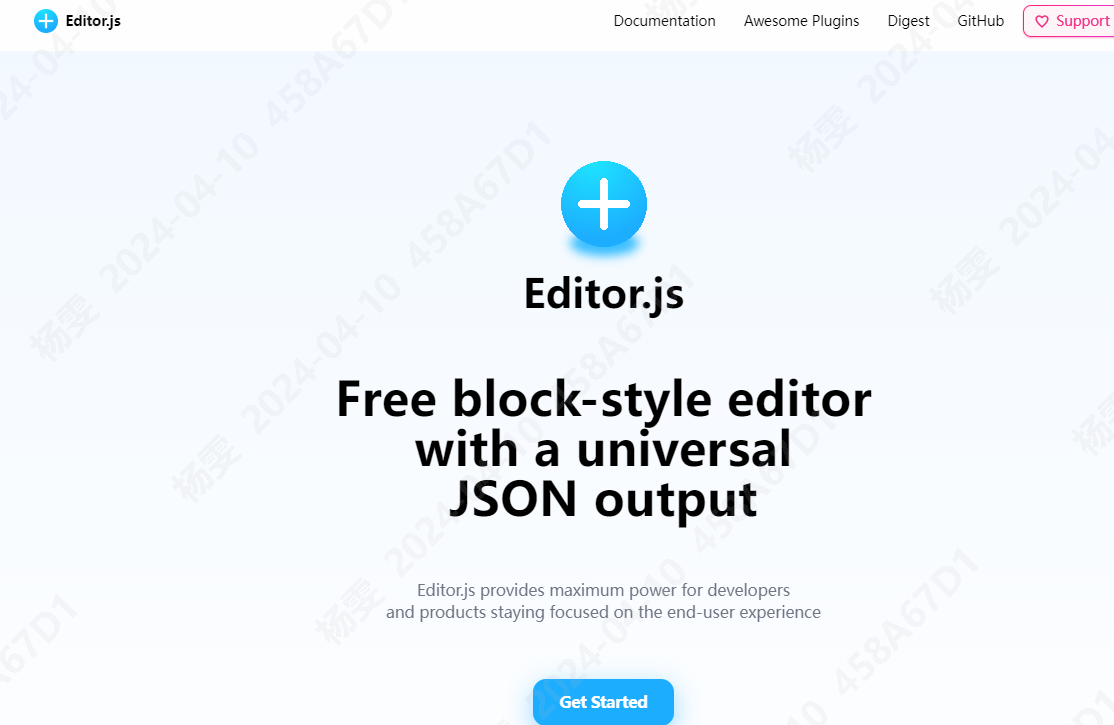 Editor.js
Documentation Awesome Plugins Digest GitHub Support
Editor.js
Free block-style editor
with a universal
JSON output
Editor.js provides maximum power for developers
and products staying focused on the end-user experience
Get Started
杨雯 2024-04-10 458A67D1